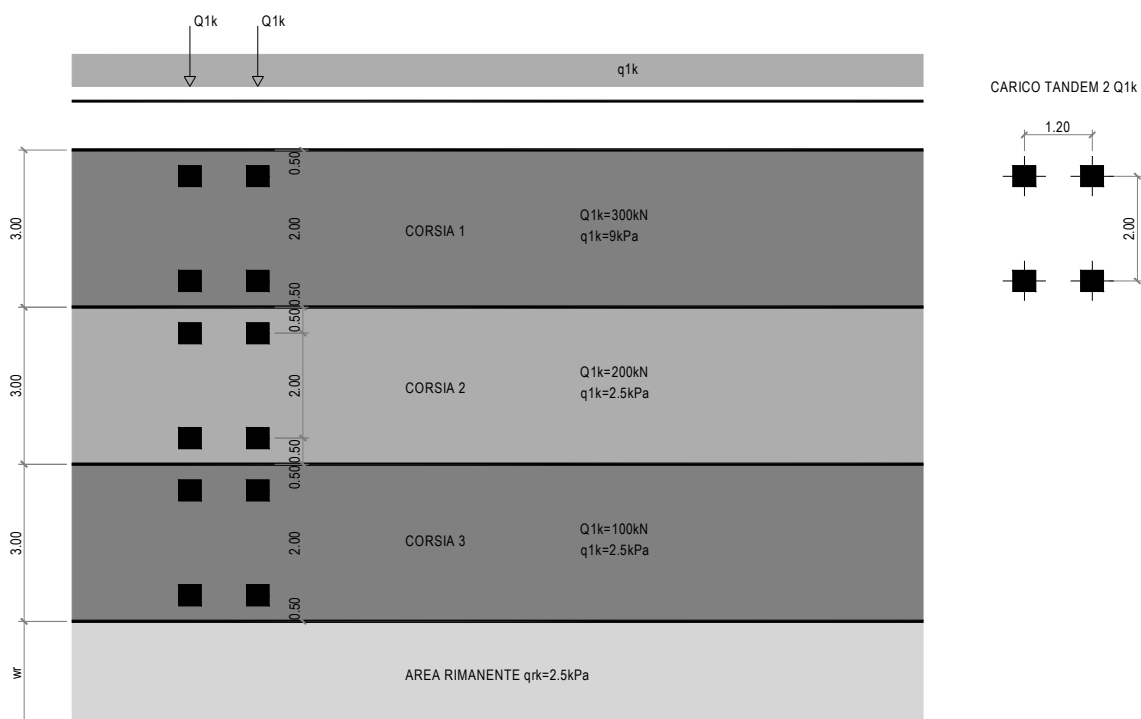 Q1k
Q1k
q1k
CARICO TANDEM 2 Q1k
1.20
2.00
3.00
0.50
2.00
0.50
CORSIA 1
Q1k=300kN
q1k=9kPa
3.00
0.50
2.00
0.50
CORSIA 2
Q1k=200kN
q1k=2.5kPa
3.00
0.50
2.00
0.50
CORSIA 3
Q1k=100kN
q1k=2.5kPa
wr
AREA RIMANENTE qrk=2.5kPa